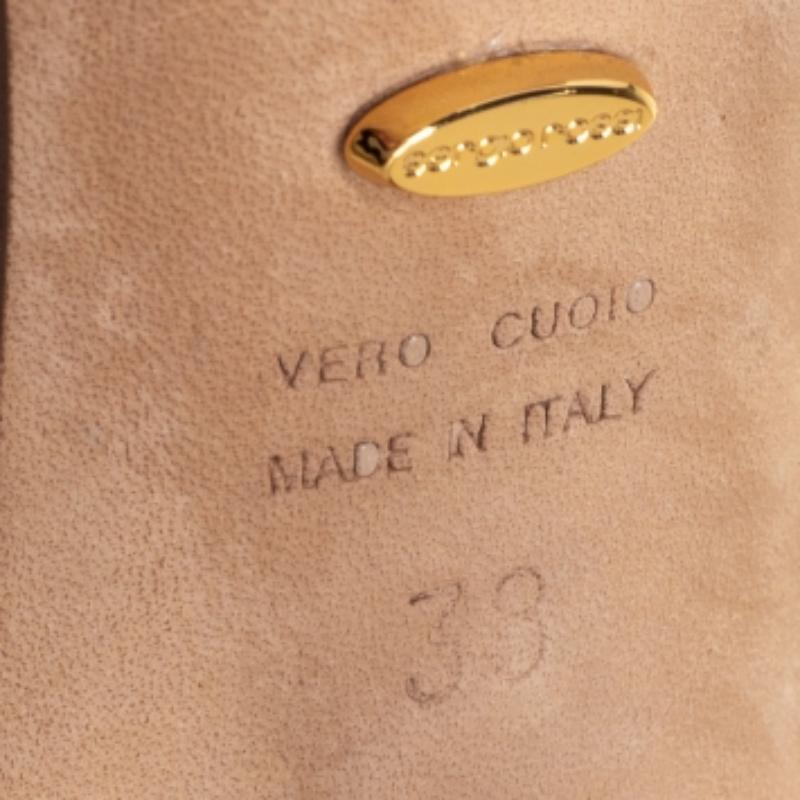 sergio rossi
VERO CUOIO
MADE IN ITALY
38